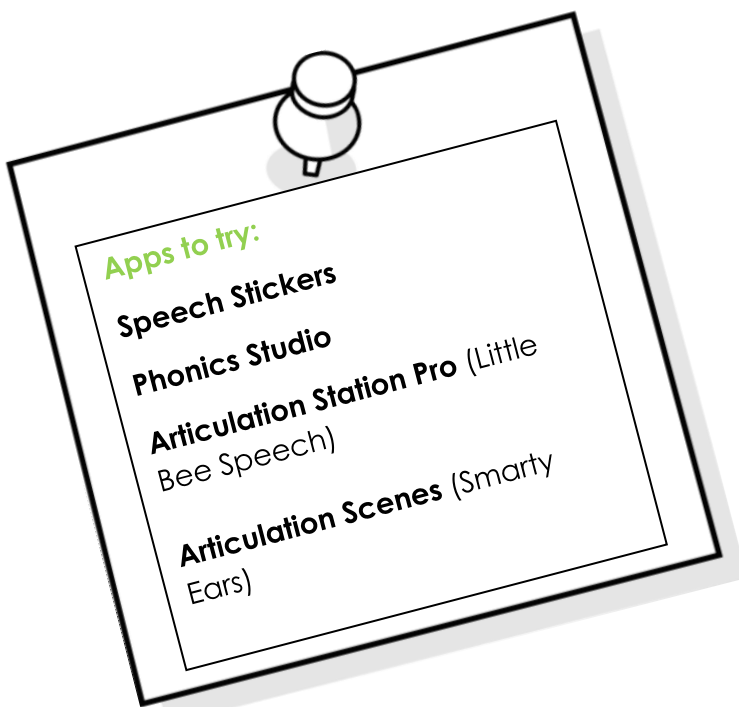 Apps to try:
Speech Stickers
Phonics Studio
Articulation Station Pro (Little
Bee Speech)
Articulation Scenes (Smarty
Ears)